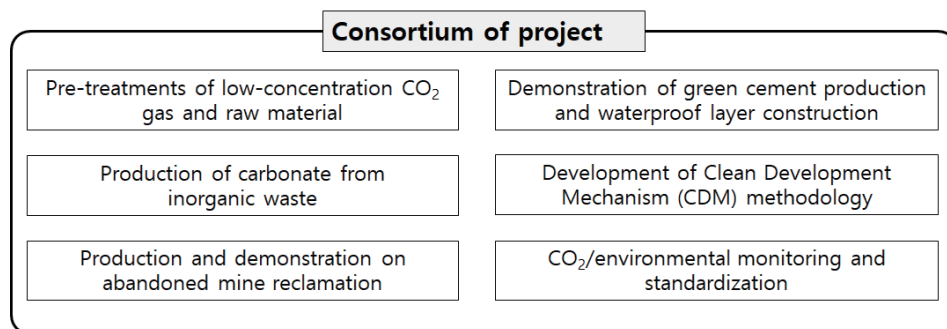 Consortium of project
Pre-treatments of low-concentration CO₂
gas and raw material
Demonstration of green cement production
and waterproof layer construction
Production of carbonate from
inorganic waste
Development of Clean Development
Mechanism (CDM) methodology
Production and demonstration on
abandoned mine reclamation
CO₂/environmental monitoring and
standardization